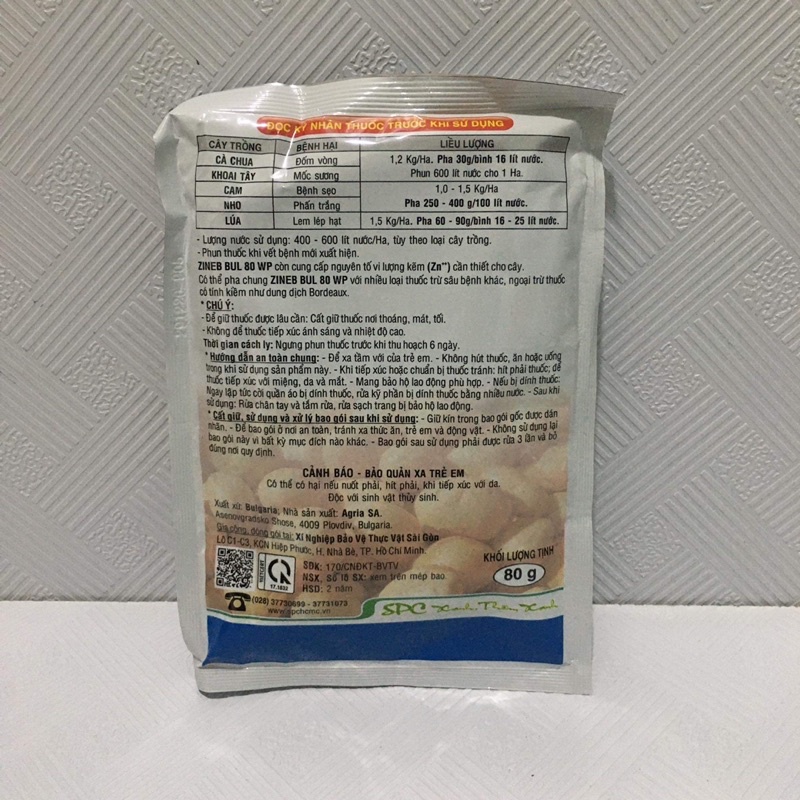 ĐỌC KỸ NHÃN THUỐC TRƯỚC KHI SỬ DỤNG
CÂY TRỒNG BỆNH HẠI LIỀU LƯỢNG
CÀ CHUA Đốm vòng 1,2 Kg/Ha. Pha 30g/bình 16 lít nước.
KHOAI TÂY Mốc sương Phun 600 lít nước cho 1 Ha.
CAM Bệnh sẹo 1,0 - 1,5 Kg/Ha
NHO Phấn trắng Pha 250 - 400 g/100 lít nước.
LÚA Lem lép hạt 1,5 Kg/Ha. Pha 60 - 90g/bình 16 - 25 lít nước.
- Lượng nước sử dụng: 400 - 600 lít nước/Ha, tùy theo loại cây trồng.
- Phun thuốc khi vết bệnh mới xuất hiện.
ZINEB BUL 80 WP còn cung cấp nguyên tố vi lượng kẽm (Zn⁺⁺) cần thiết cho cây.
Có thể pha chung ZINEB BUL 80 WP với nhiều loại thuốc trừ sâu bệnh khác, ngoại trừ thuốc
có tính kiềm như dung dịch Bordeaux.
* CHÚ Ý:
- Để giữ thuốc được lâu cần: Cất giữ thuốc nơi thoáng, mát, tối.
- Không để thuốc tiếp xúc ánh sáng và nhiệt độ cao.
Thời gian cách ly: Ngưng phun thuốc trước khi thu hoạch 6 ngày.
* Hướng dẫn an toàn chung: - Để xa tầm với của trẻ em. - Không hút thuốc, ăn hoặc uống
trong khi sử dụng sản phẩm này. - Khi tiếp xúc hoặc chuẩn bị thuốc tránh: hít phải thuốc; để
thuốc tiếp xúc với miệng, da và mắt. - Mang bảo hộ lao động phù hợp. - Nếu bị dính thuốc:
Ngay lập tức cởi quần áo bị dính thuốc, rửa kỹ phần bị dính thuốc bằng nhiều nước. - Sau khi
sử dụng: Rửa chân tay và tắm rửa, rửa sạch trang bị bảo hộ lao động.
* Cất giữ, sử dụng và xử lý bao gói sau khi sử dụng: - Giữ kín trong bao gói gốc được dán
nhãn. - Để bao gói ở nơi an toàn, tránh xa thức ăn, trẻ em và động vật. - Không sử dụng lại
bao gói này vì bất kỳ mục đích nào khác. - Bao gói sau sử dụng phải được rửa 3 lần và bỏ
đúng nơi quy định.
CẢNH BÁO - BẢO QUẢN XA TRẺ EM
Có thể có hại nếu nuốt phải, hít phải, khi tiếp xúc với da.
Độc với sinh vật thủy sinh.
Xuất xứ: Bulgaria, Nhà sản xuất: Agria SA.
Asenovgradsko Shose, 4009 Plovdiv, Bulgaria.
Gia công, đóng gói tại: Xí Nghiệp Bảo Vệ Thực Vật Sài Gòn
Lô C1-C3, KCN Hiệp Phước, H. Nhà Bè, TP. Hồ Chí Minh.
SĐK: 170/CNĐKT-BVTV
NSX, Số lô SX: xem trên mép bao.
HSD: 2 năm
KHỐI LƯỢNG TỊNH
80 g
(028) 37730699 - 37731873
www.spchcmc.vn
SPC Xanh Thêm Xanh